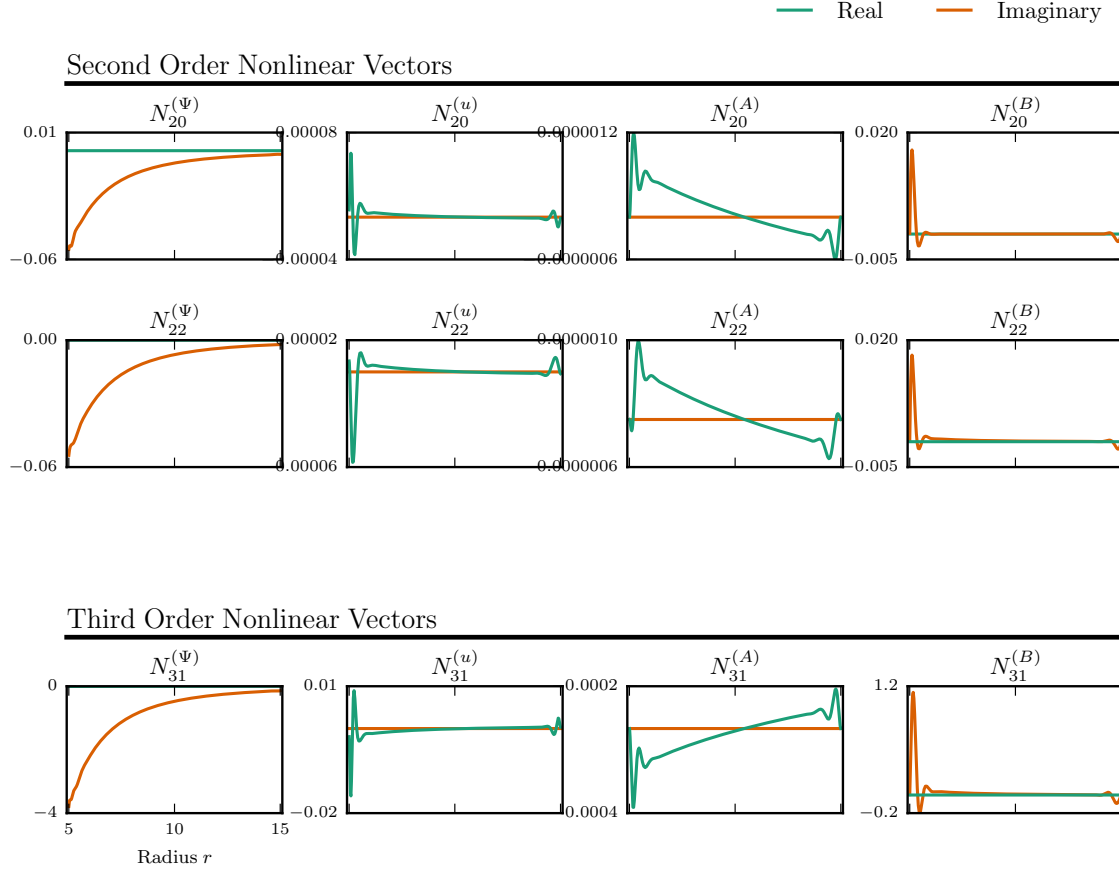 Real Imaginary
Second Order Nonlinear Vectors
N_{20}^{(Ψ)} N_{20}^{(u)} N_{20}^{(A)} N_{20}^{(B)}
0.01 0.00008 0.0000012 0.020
−0.06 0.00004 0.0000006 −0.005
N_{22}^{(Ψ)} N_{22}^{(u)} N_{22}^{(A)} N_{22}^{(B)}
0.00 0.00002 0.0000010 0.020
−0.06 0.00006 0.0000006 −0.005
Third Order Nonlinear Vectors
N_{31}^{(Ψ)} N_{31}^{(u)} N_{31}^{(A)} N_{31}^{(B)}
0 0.01 0.0002 1.2
−4 −0.02 0.0004 −0.2
5 10 15
Radius r